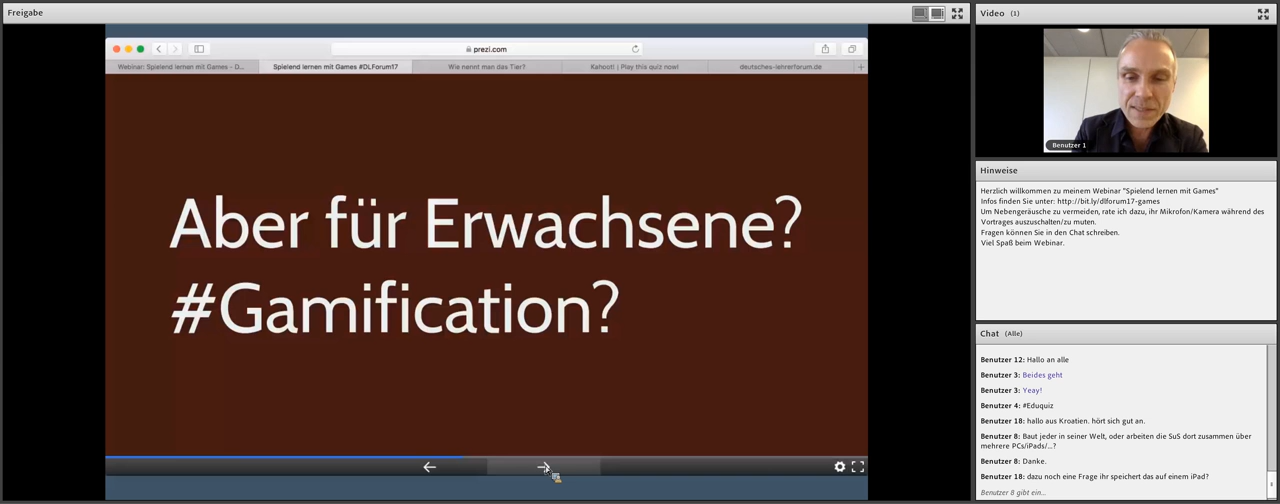 Freigabe
prezi.com
Webinar: Spielend lernen mit Games - D...
Spielend lernen mit Games #DLForum17
Wie nennt man das Tier?
Kahoot! | Play this quiz now!
deutsches-lehrerforum.de
Aber für Erwachsene?
#Gamification?
Video (1)
Benutzer 1
Hinweise
Herzlich willkommen zu meinem Webinar "Spielend lernen mit Games"
Infos finden Sie unter: http://bit.ly/dlforum17-games
Um Nebengeräusche zu vermeiden, rate ich dazu, ihr Mikrofon/Kamera während des
Vortrages auszuschalten/zu muten.
Fragen können Sie in den Chat schreiben.
Viel Spaß beim Webinar.
Chat (Alle)
Benutzer 12: Hallo an alle
Benutzer 3: Beides geht
Benutzer 3: Yeay!
Benutzer 4: #Eduquiz
Benutzer 18: hallo aus Kroatien. hört sich gut an.
Benutzer 8: Baut jeder in seiner Welt, oder arbeiten die SuS dort zusammen über
mehrere PCs/iPads/...?
Benutzer 8: Danke.
Benutzer 18: dazu noch eine Frage ihr speichert das auf einem iPad?
Benutzer 8 gibt ein...